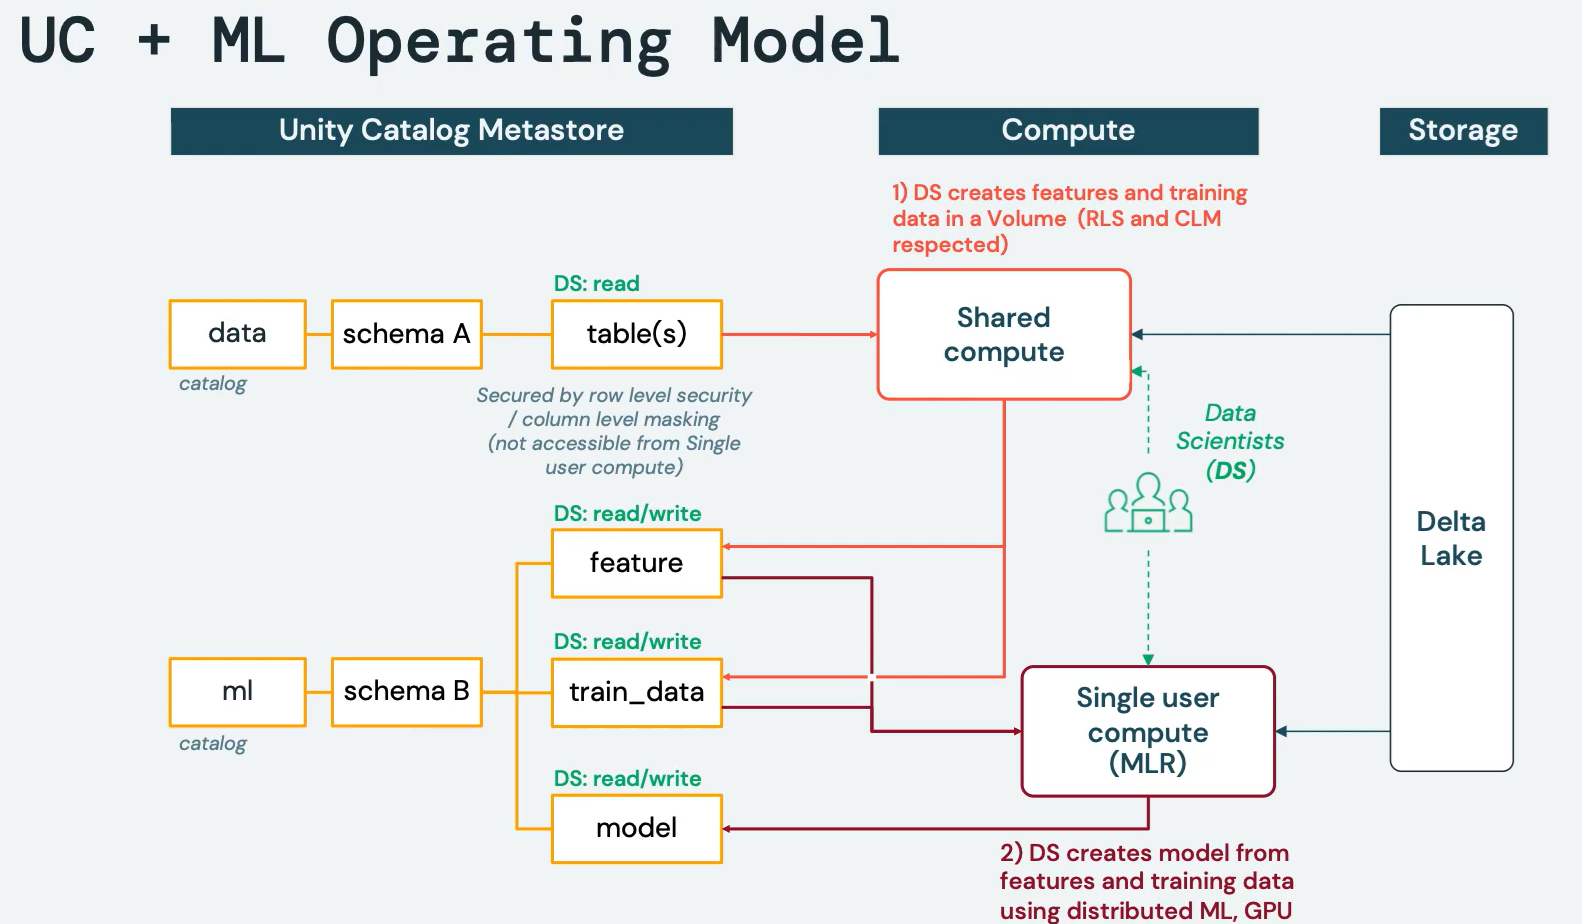 UC + ML Operating Model
Unity Catalog Metastore
Compute
Storage
1) DS creates features and training
data in a Volume (RLS and CLM
respected)
DS: read
data
schema A
table(s)
Shared
compute
catalog
Secured by row level security
/ column level masking
(not accessible from Single
user compute)
Data
Scientists
(DS)
DS: read/write
feature
Delta
Lake
DS: read/write
ml
schema B
train_data
Single user
compute
(MLR)
catalog
DS: read/write
model
2) DS creates model from
features and training data
using distributed ML, GPU